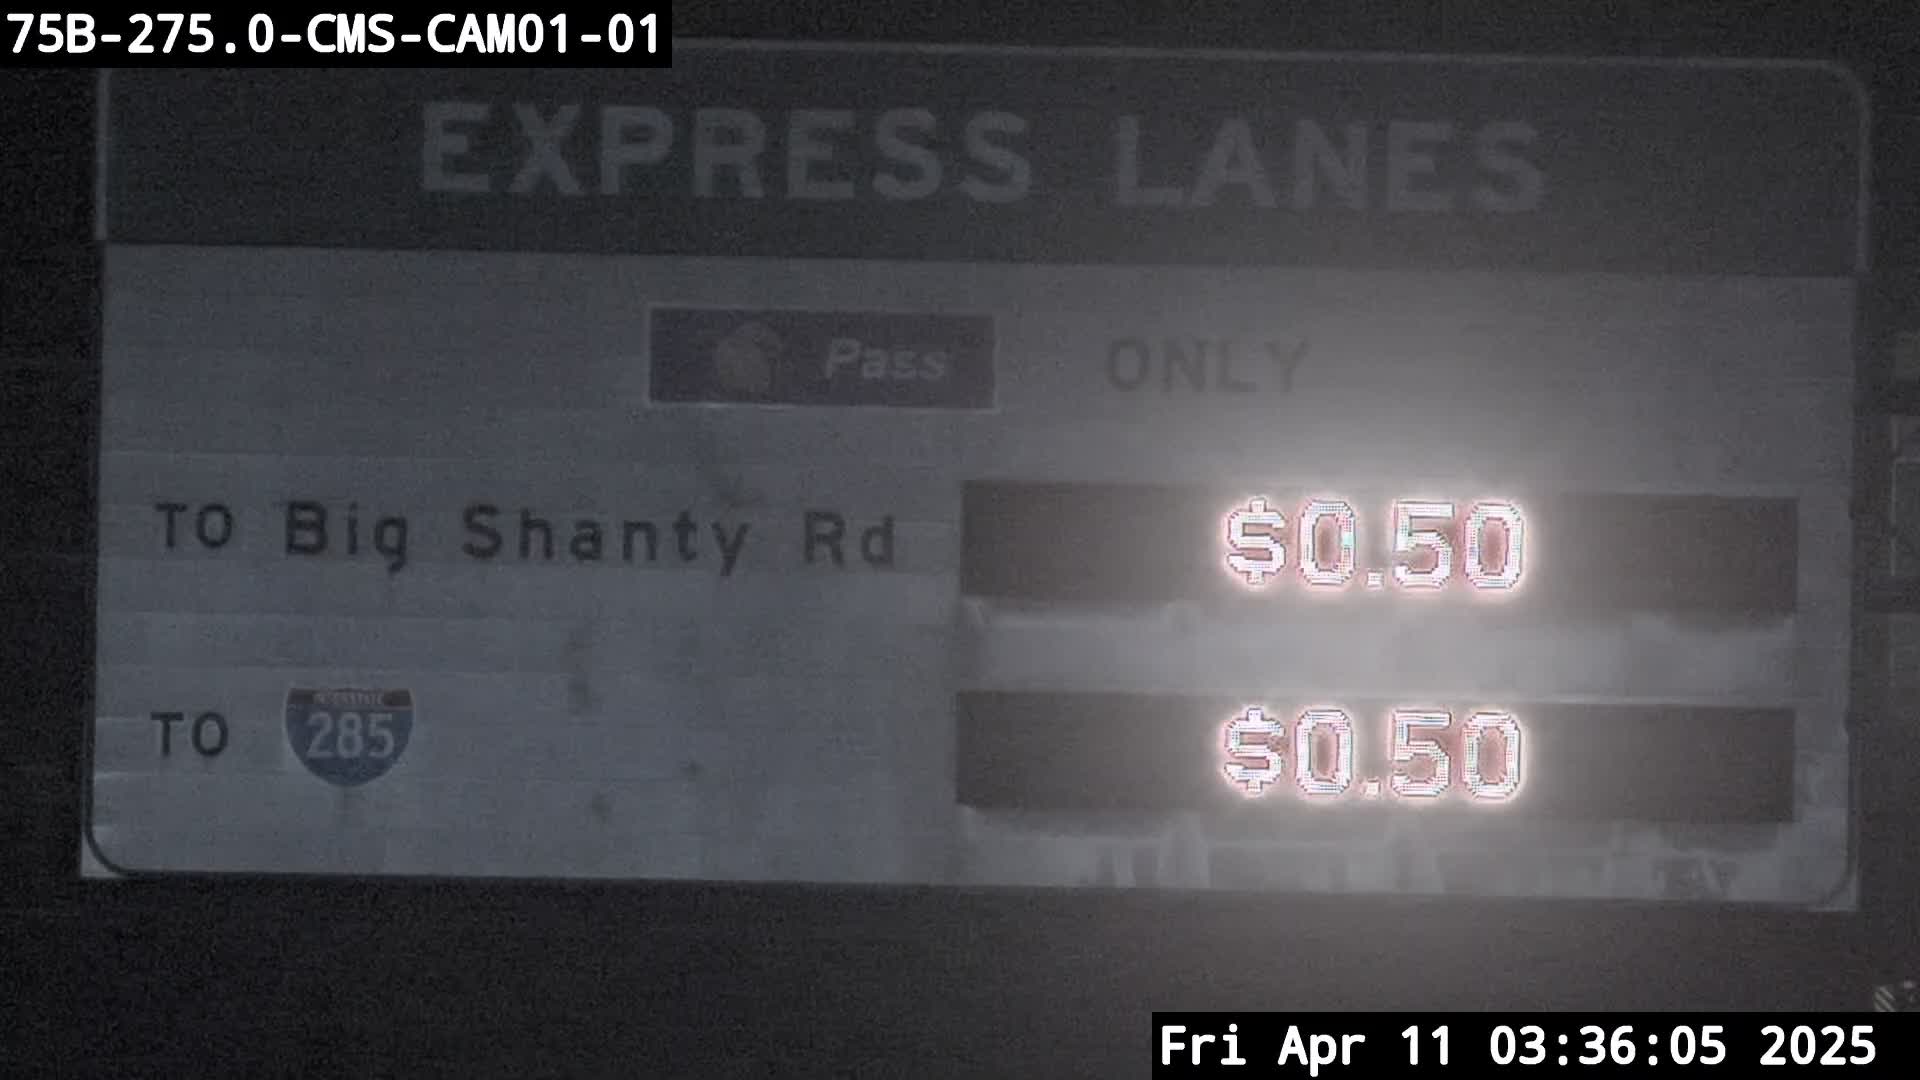 75B-275.0-CMS-CAM01-01
EXPRESS LANES
Pass ONLY
TO Big Shanty Rd $0.50
INTERSTATE
TO 285 $0.50
Fri Apr 11 03:36:05 2025